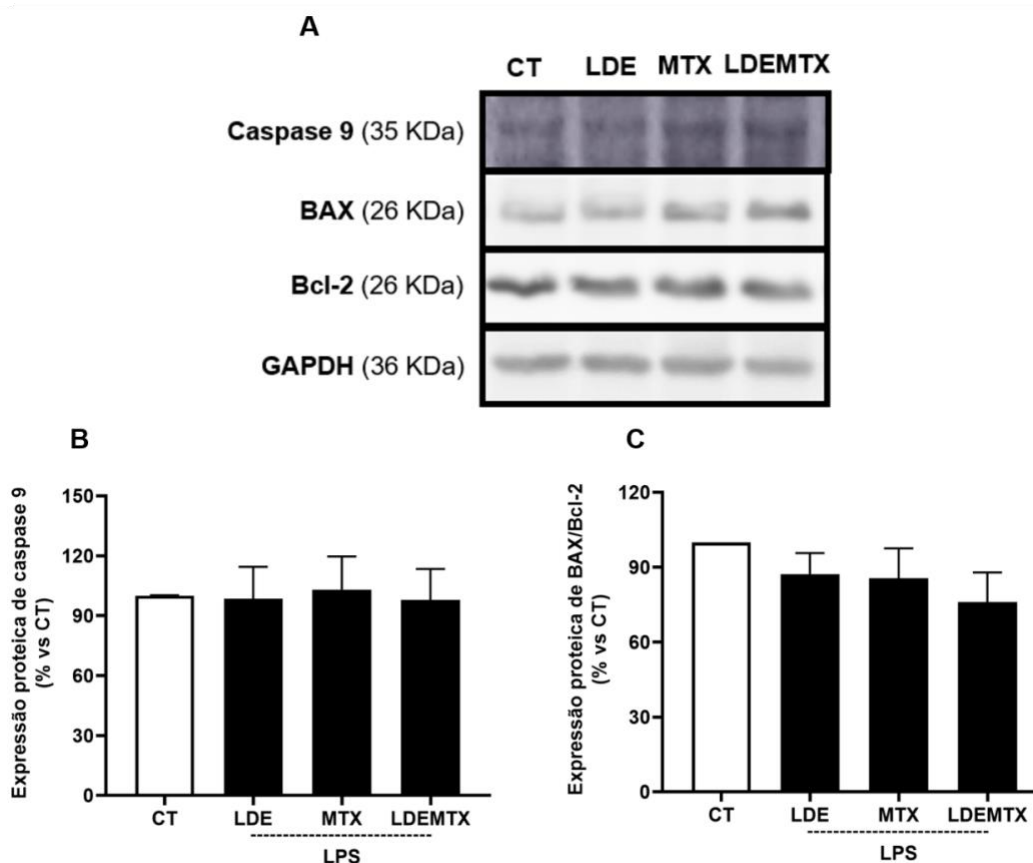 A
CT LDE MTX LDEMTX
Caspase 9 (35 KDa)
BAX (26 KDa)
Bcl-2 (26 KDa)
GAPDH (36 KDa)
B
Expressão proteica de caspase 9
(% vs CT)
150
120
90
60
30
0
CT LDE MTX LDEMTX
LPS
C
Expressão proteica de BAX/Bcl-2
(% vs CT)
120
90
60
30
0
CT LDE MTX LDEMTX
LPS